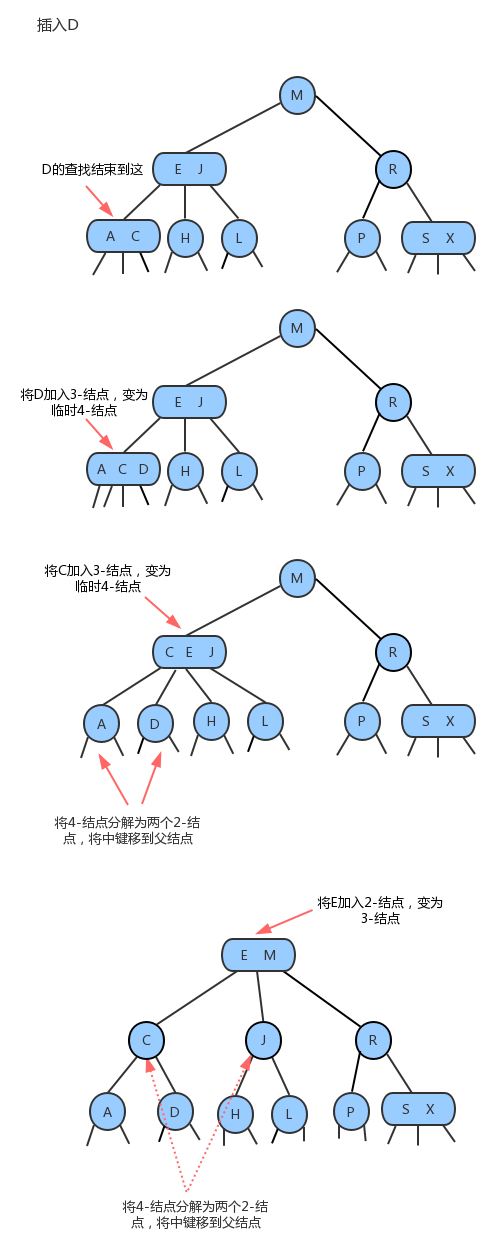 插入D
M
E J
R
D的查找结束到这
A C
H
L
P
S X
M
E J
R
将D加入3-结点，变为
临时4-结点
A C D
H
L
P
S X
将C加入3-结点，变为
临时4-结点
M
C E J
R
A
D
H
L
P
S X
将4-结点分解为两个2-结
点，将中键移到父结点
将E加入2-结点，变为
3-结点
E M
C
J
R
A
D
H
L
P
S X
将4-结点分解为两个2-结
点，将中键移到父结点